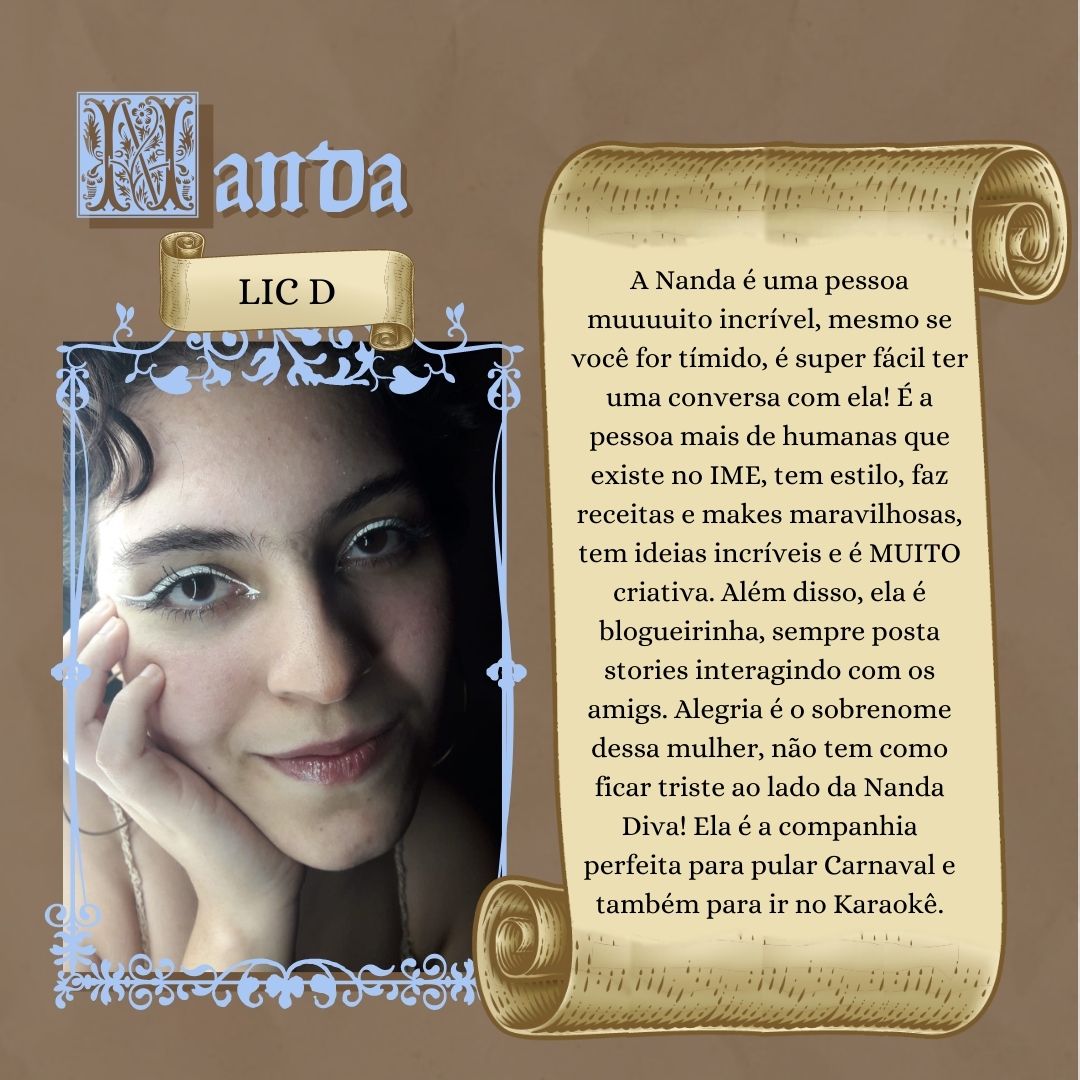 Nanda
LIC D
A Nanda é uma pessoa
muuuuito incrível, mesmo se
você for tímido, é super fácil ter
uma conversa com ela! É a
pessoa mais de humanas que
existe no IME, tem estilo, faz
receitas e makes maravilhosas,
tem ideias incríveis e é MUITO
criativa. Além disso, ela é
blogueirinha, sempre posta
stories interagindo com os
amigs. Alegria é o sobrenome
dessa mulher, não tem como
ficar triste ao lado da Nanda
Diva! Ela é a companhia
perfeita para pular Carnaval e
também para ir no Karaokê.